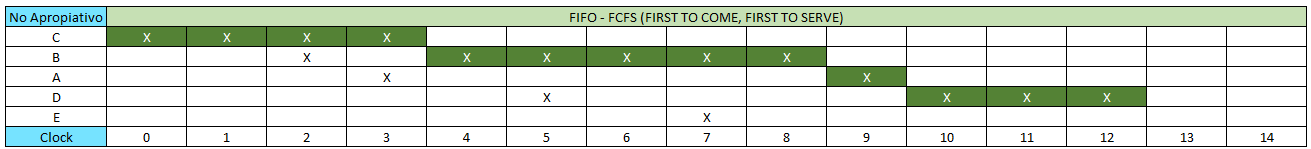 No Apropiativo FIFO - FCFS (FIRST TO COME, FIRST TO SERVE)
C X X X X
B X X X X X X
A X X
D X X X X
E X
Clock 0 1 2 3 4 5 6 7 8 9 10 11 12 13 14